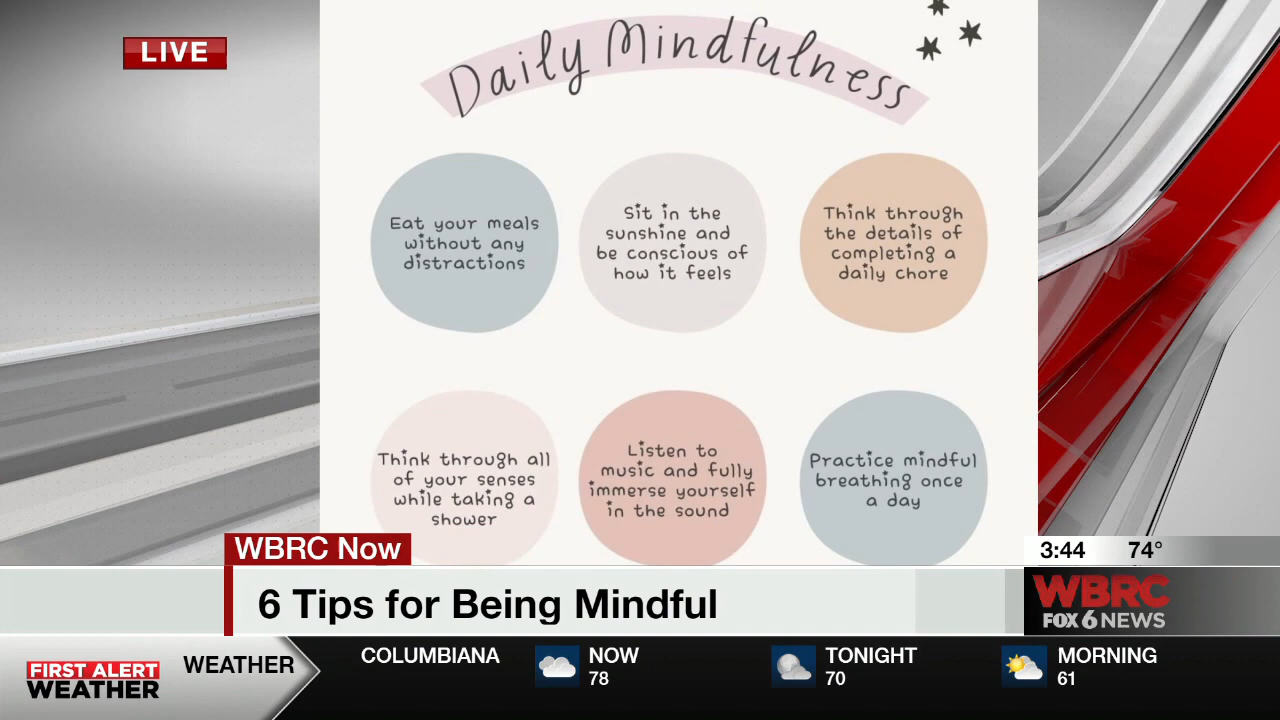 LIVE
Daily Mindfulness
Eat your meals
without any
distractions
Sit in the
sunshine and
be conscious of
how it feels
Think through
the details of
completing a
daily chore
Think through all
of your senses
while taking a
shower
Listen to
music and fully
immerse yourself
in the sound
Practice mindful
breathing once
a day
WBRC Now
6 Tips for Being Mindful
3:44 74°
WBRC
FOX 6 NEWS
FIRST ALERT
WEATHER
WEATHER
COLUMBIANA
NOW
78
TONIGHT
70
MORNING
61